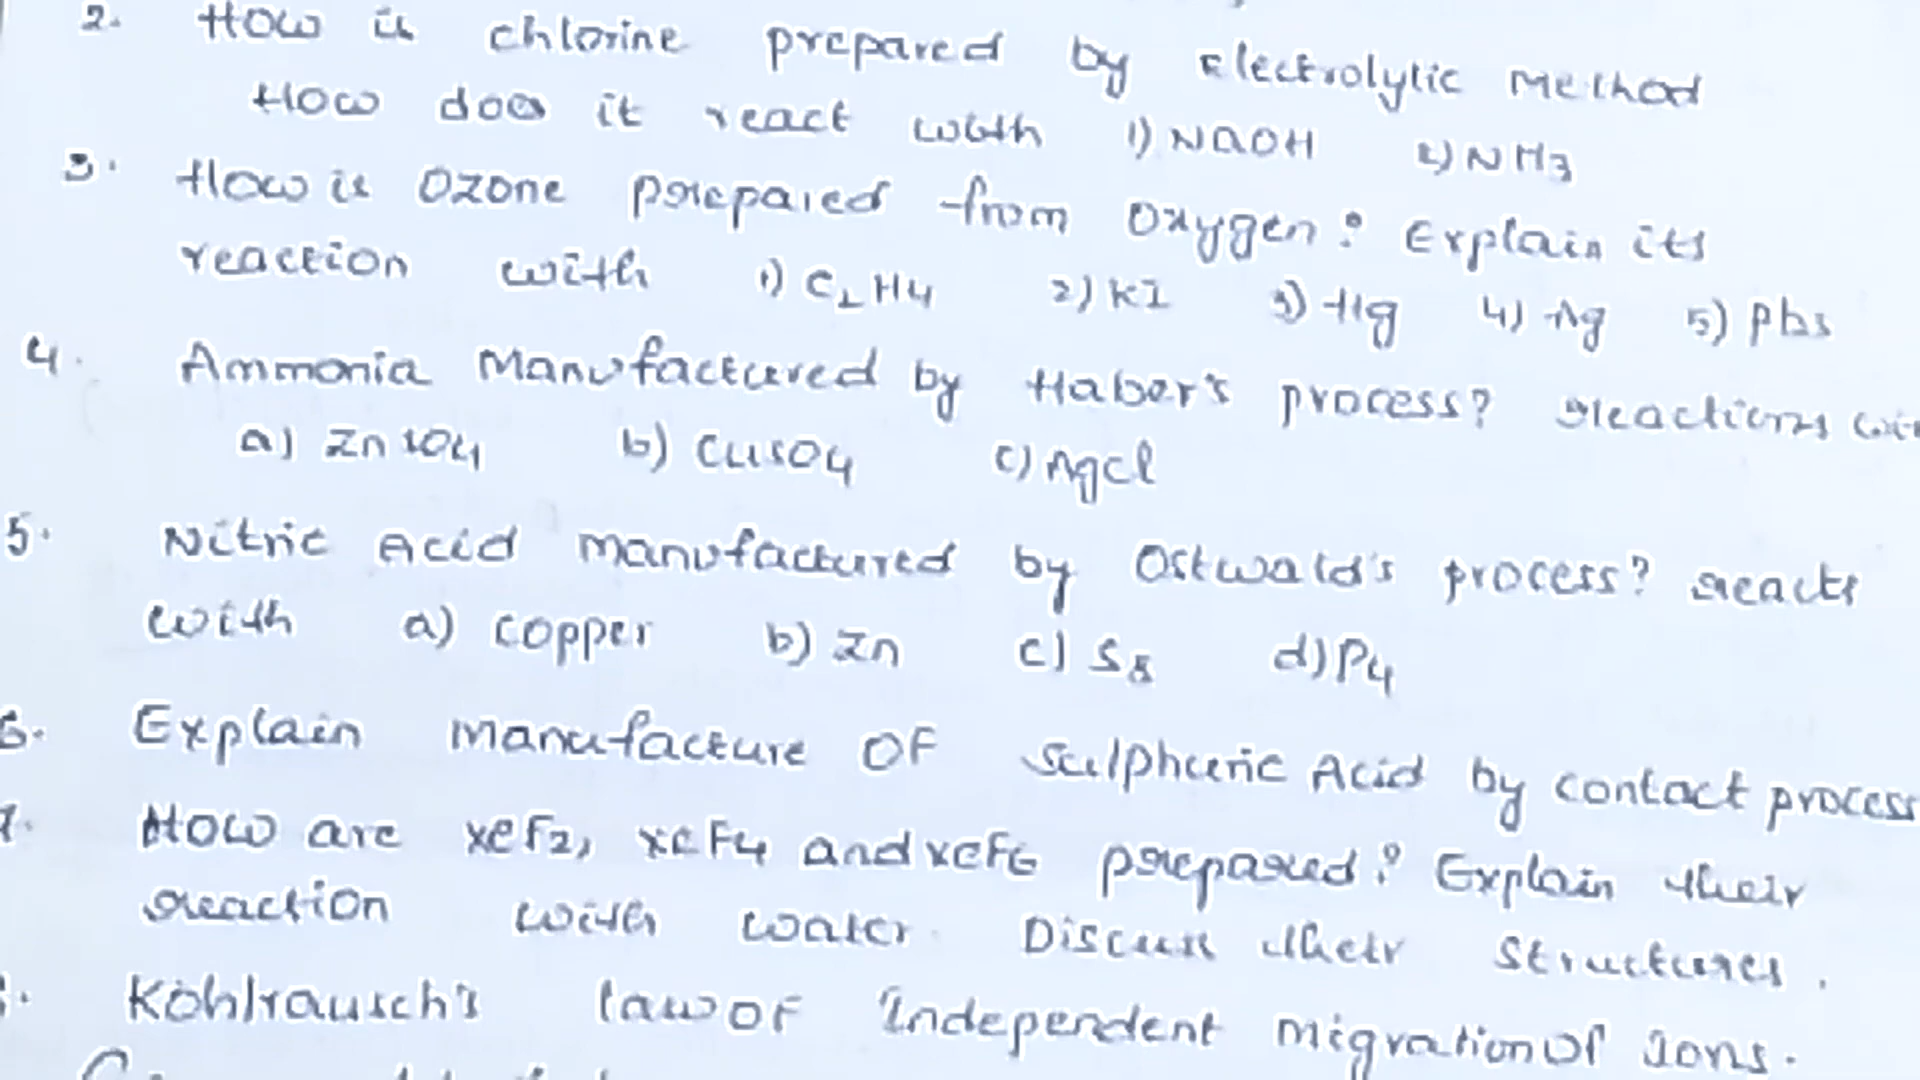 2. How is chlorine prepared by Electrolytic Method
How does it react with 1) NaOH 2) NH3
3. How is Ozone prepared from Oxygen? Explain its
reaction with 1) C2H4 2) KI 3) Hg 4) Ag 5) Pbs
4. Ammonia Manufactured by Haber's process? reactions
a) ZnSO4 b) CuSO4 c) AgCl
5. Nitric Acid manufactured by Ostwald's process? reacts
with a) copper b) Zn c) S8 d) P4
6. Explain manufacture OF Sulphuric Acid by contact process
7. How are XeF2, XeF4 and XeF6 prepared? Explain their
reaction with water. Discuss their structures.
Kohlrausch's law OF Independent Migration Of Ions.